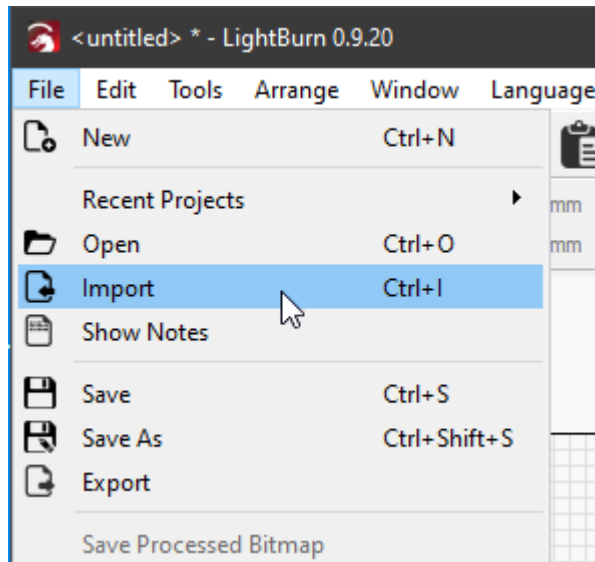 <untitled> * - LightBurn 0.9.20
File Edit Tools Arrange Window Language
New Ctrl+N
Recent Projects
mm
Open Ctrl+O
mm
Import Ctrl+I
Show Notes
Save Ctrl+S
Save As Ctrl+Shift+S
Export
Save Processed Bitmap